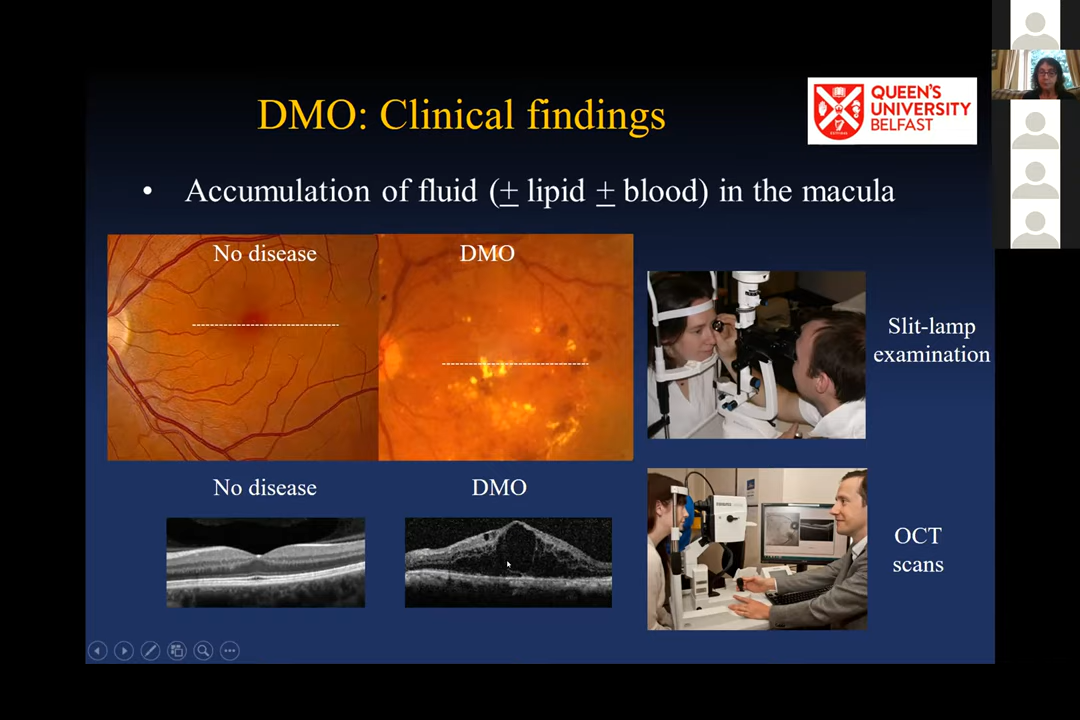 DMO: Clinical findings
QUEEN'S
UNIVERSITY
BELFAST
• Accumulation of fluid (± lipid ± blood) in the macula
No disease
DMO
Slit-lamp
examination
No disease
DMO
OCT
scans